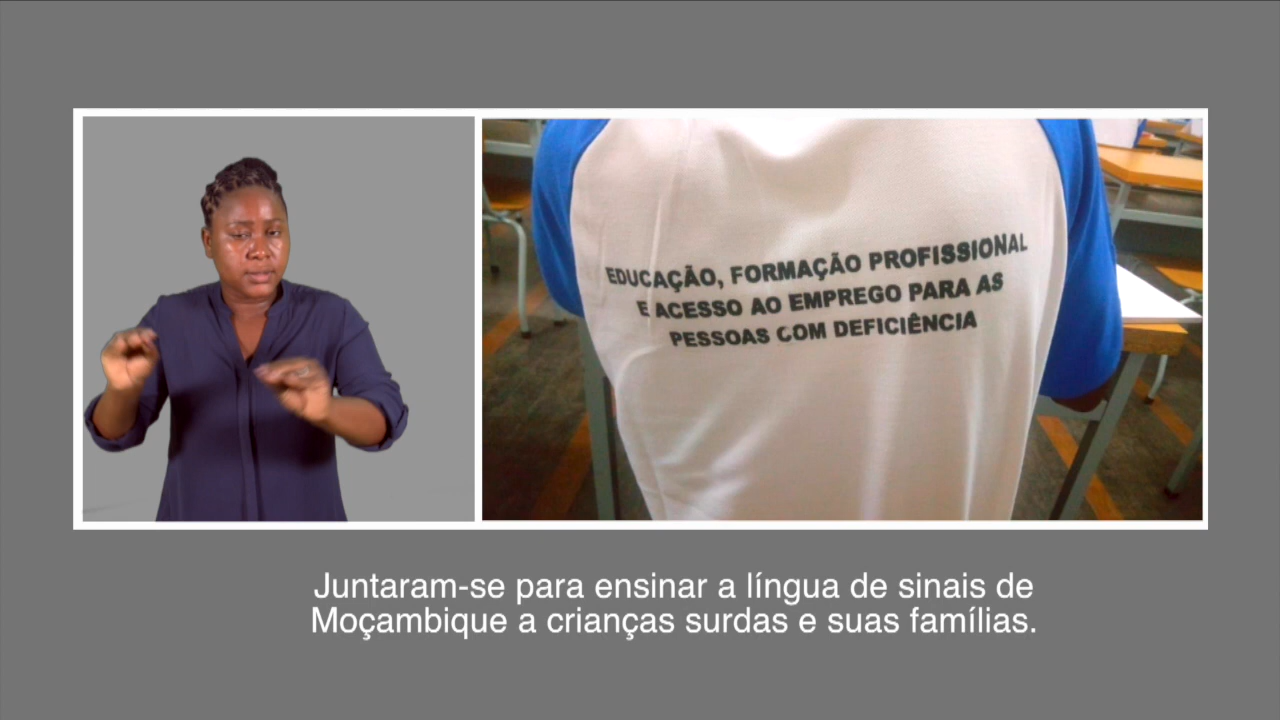 EDUCAÇÃO, FORMAÇÃO PROFISSIONAL
E ACESSO AO EMPREGO PARA AS
PESSOAS COM DEFICIÊNCIA
Juntaram-se para ensinar a língua de sinais de
Moçambique a crianças surdas e suas famílias.